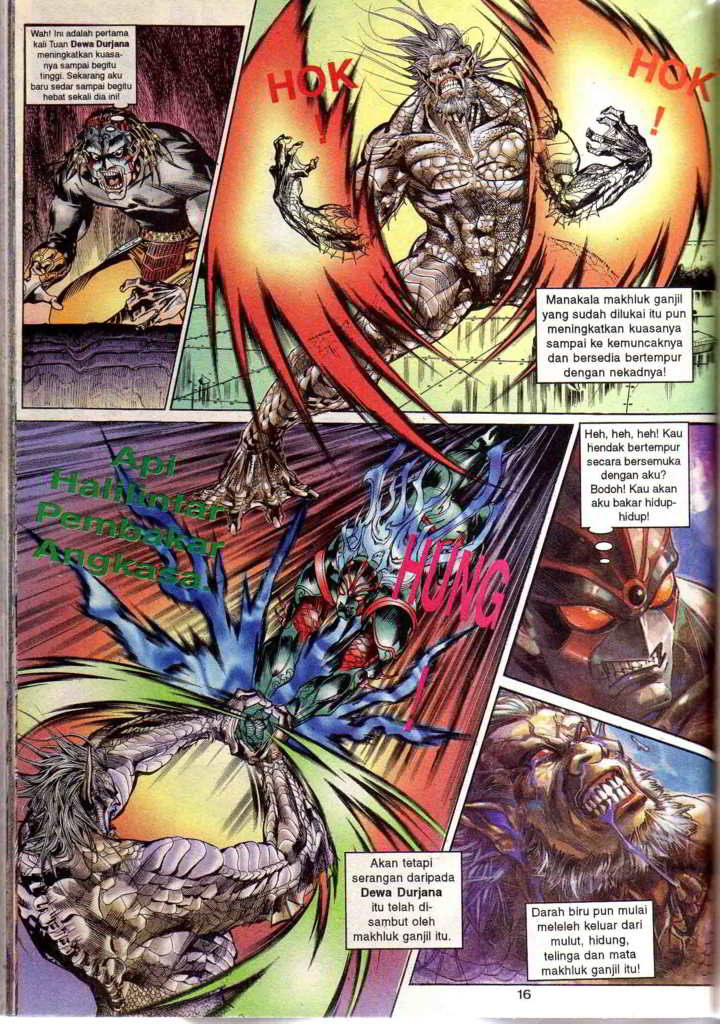 Wah! Ini adalah pertama
kali Tuan Dewa Durjana
meningkatkan kuasa-
nya sampai begitu
tinggi. Sekarang aku
baru sedar sampai begitu
hebat sekali dia ini!
HOK
!
HOK
!
Manakala makhluk ganjil
yang sudah dilukai itu pun
meningkatkan kuasanya
sampai ke kemuncaknya
dan bersedia bertempur
dengan nekadnya!
Api
Halilintar
Pembakar
Angkasa.
HUNG
!
Heh, heh, heh! Kau
hendak bertempur
secara bersemuka
dengan aku?
Bodoh! Kau akan
aku bakar hidup-
hidup!
Akan tetapi
serangan daripada
Dewa Durjana
itu telah di-
sambut oleh
makhluk ganjil itu.
Darah biru pun mulai
meleleh keluar dari
mulut, hidung,
telinga dan mata
makhluk ganjil itu!
16